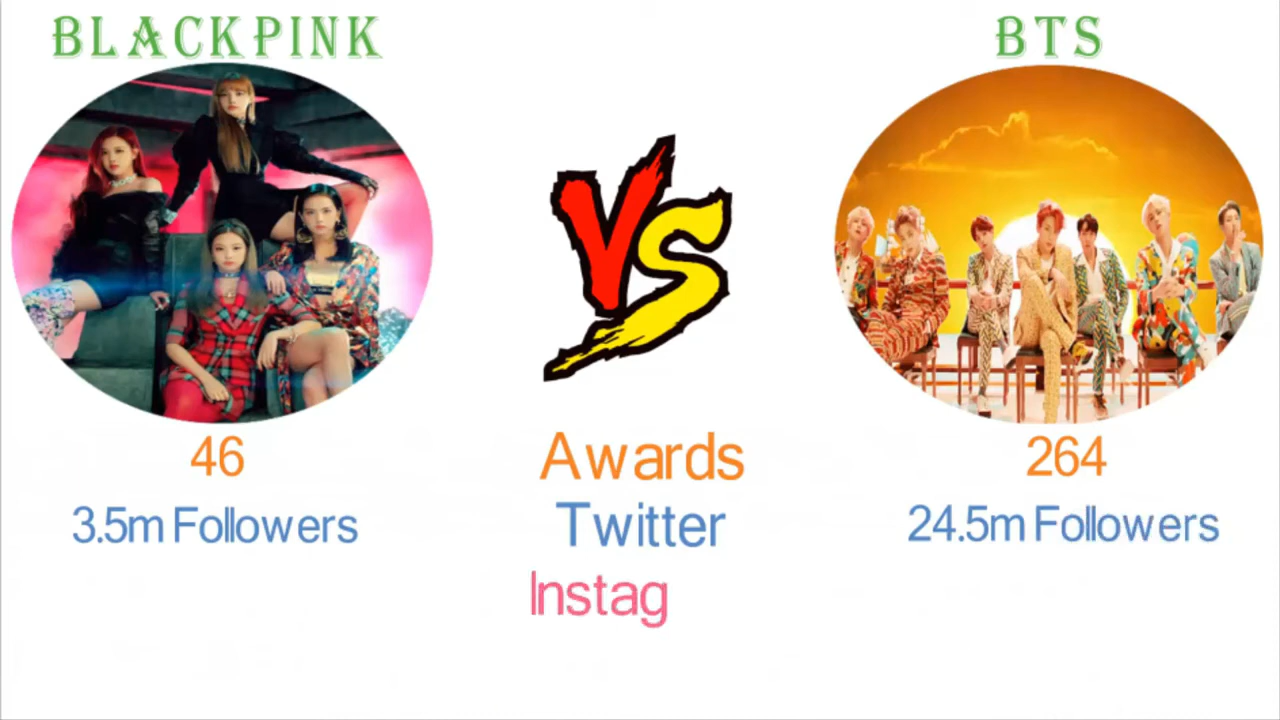 BLACKPINK
BTS
VS
46 Awards 264
3.5m Followers Twitter 24.5m Followers
Instag